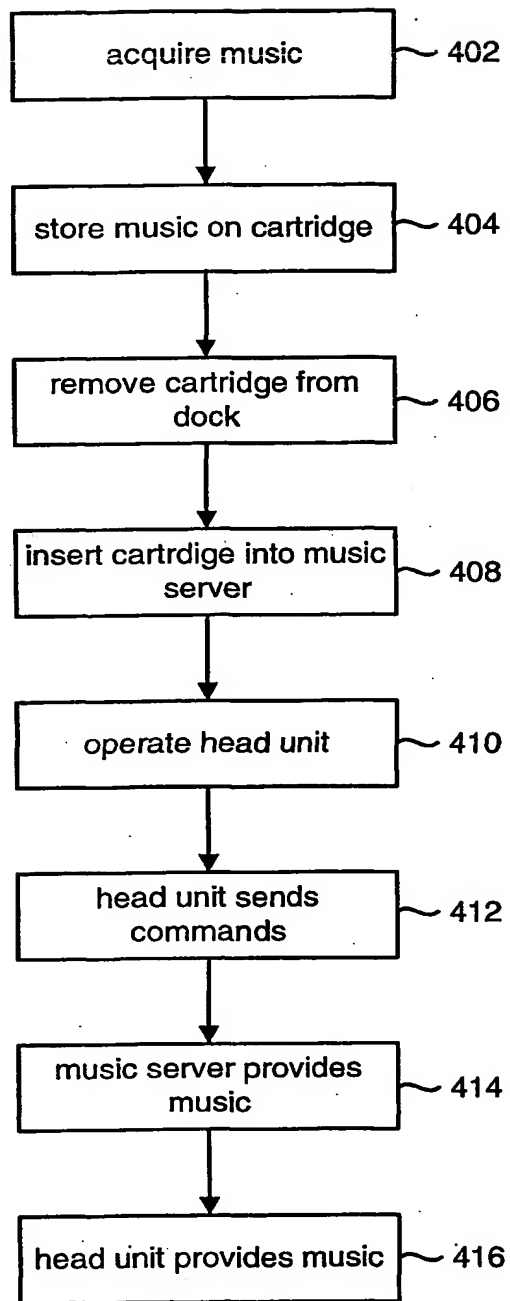 acquire music
402
store music on cartridge
404
remove cartridge from
dock
406
insert cartrdige into music
server
408
operate head unit
410
head unit sends
commands
412
music server provides
music
414
head unit provides music
416